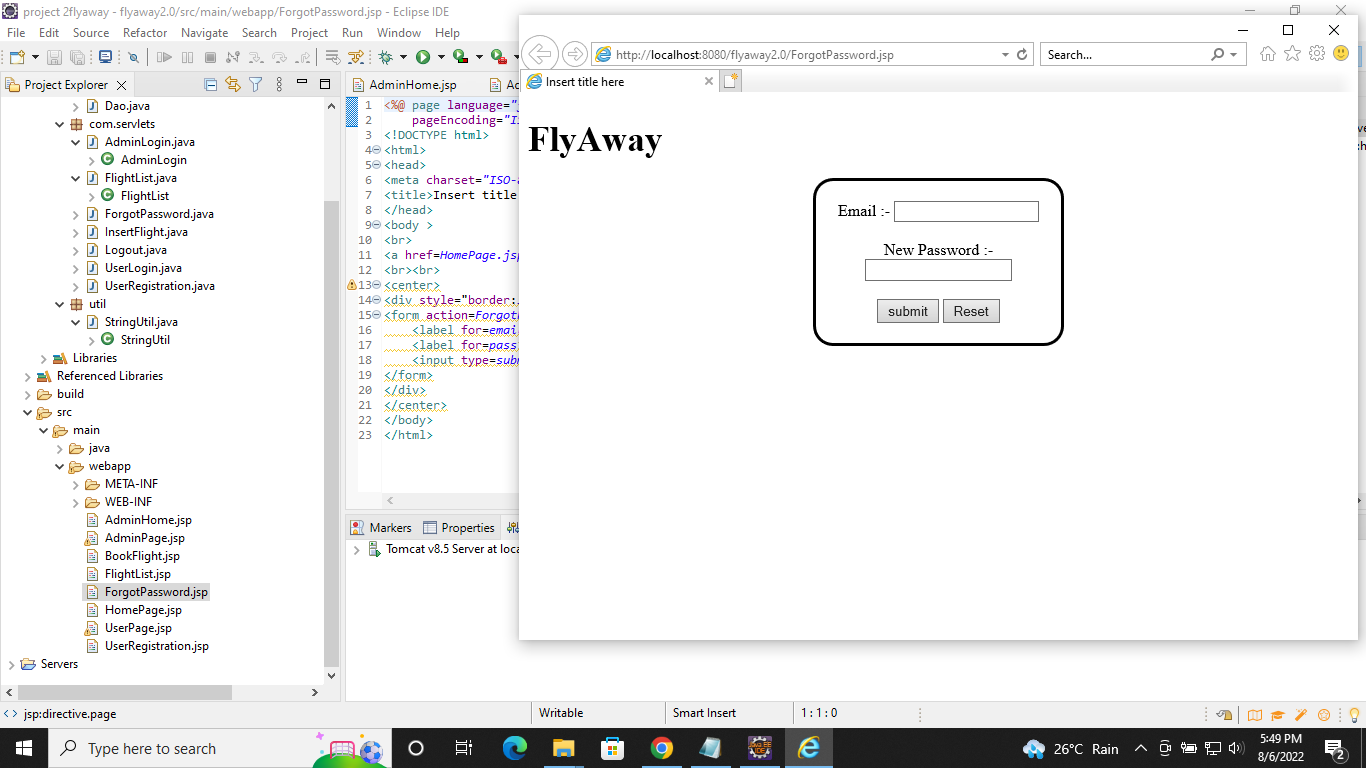 project 2flyaway - flyaway2.0/src/main/webapp/ForgotPassword.jsp - Eclipse IDE
File Edit Source Refactor Navigate Search Project Run Window Help
Project Explorer
Dao.java
com.servlets
AdminLogin.java
AdminLogin
FlightList.java
FlightList
ForgotPassword.java
InsertFlight.java
Logout.java
UserLogin.java
UserRegistration.java
util
StringUtil.java
StringUtil
Libraries
Referenced Libraries
build
src
main
java
webapp
META-INF
WEB-INF
AdminHome.jsp
AdminPage.jsp
BookFlight.jsp
FlightList.jsp
ForgotPassword.jsp
HomePage.jsp
UserPage.jsp
UserRegistration.jsp
Servers
AdminHome.jsp
1 <%@ page language="
2 pageEncoding="I
3 <!DOCTYPE html>
4 <html>
5 <head>
6 <meta charset="ISO-
7 <title>Insert title
8 </head>
9 <body >
10 <br>
11 <a href=HomePage.jsp
12 <br><br>
13 <center>
14 <div style="border:
15 <form action=Forgot
16 <label for=emai
17 <label for=pass
18 <input type=sub
19 </form>
20 </div>
21 </center>
22 </body>
23 </html>
Markers Properties
Tomcat v8.5 Server at loca
http://localhost:8080/flyaway2.0/ForgotPassword.jsp
Search...
Insert title here
FlyAway
Email :-
New Password :-
submit Reset
jsp:directive.page
Writable
Smart Insert
1 : 1 : 0
Type here to search
26°C Rain
5:49 PM
8/6/2022
2